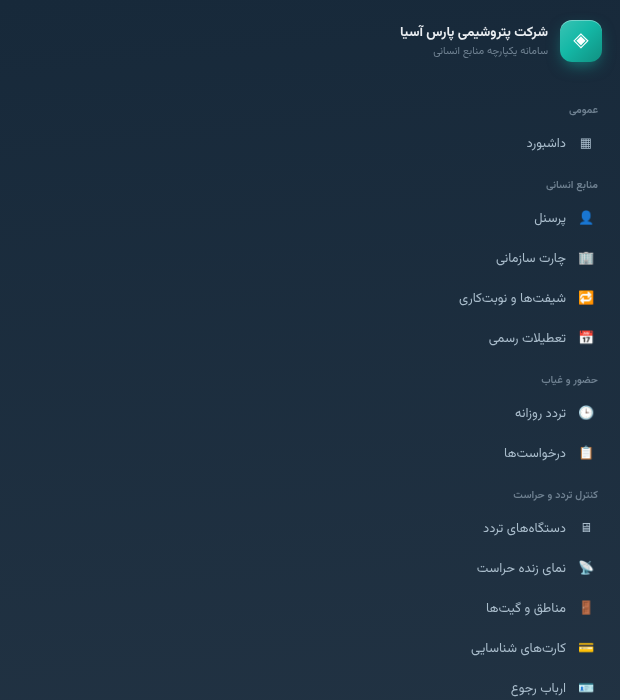 شرکت پتروشیمی پارس آسیا
سامانه یکپارچه منابع انسانی
عمومی
داشبورد
منابع انسانی
پرسنل
چارت سازمانی
شیفت‌ها و نوبت‌کاری
تعطیلات رسمی
حضور و غیاب
تردد روزانه
درخواست‌ها
کنترل تردد و حراست
دستگاه‌های تردد
نمای زنده حراست
مناطق و گیت‌ها
کارت‌های شناسایی
ارباب رجوع